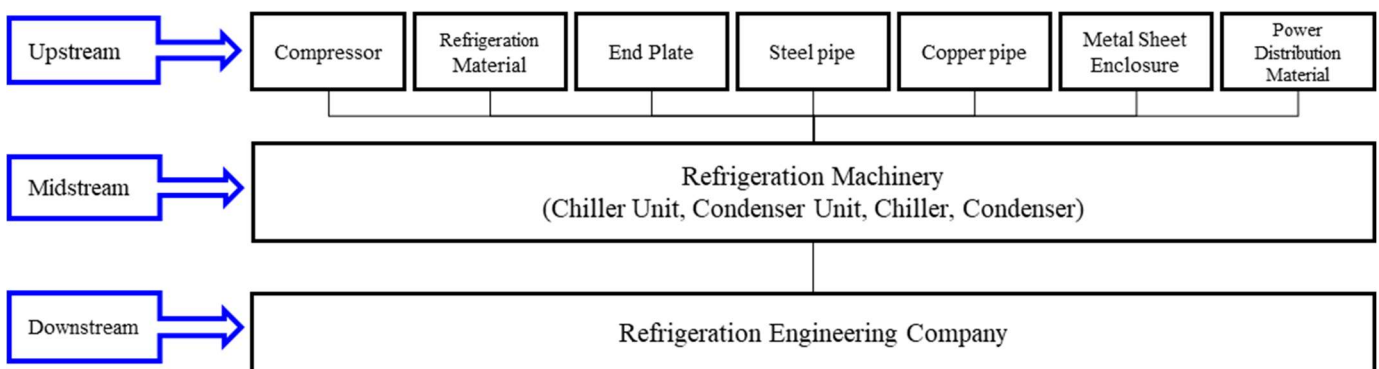 Upstream
Compressor
Refrigeration
Material
End Plate
Steel pipe
Copper pipe
Metal Sheet
Enclosure
Power
Distribution
Material
Midstream
Refrigeration Machinery
(Chiller Unit, Condenser Unit, Chiller, Condenser)
Downstream
Refrigeration Engineering Company